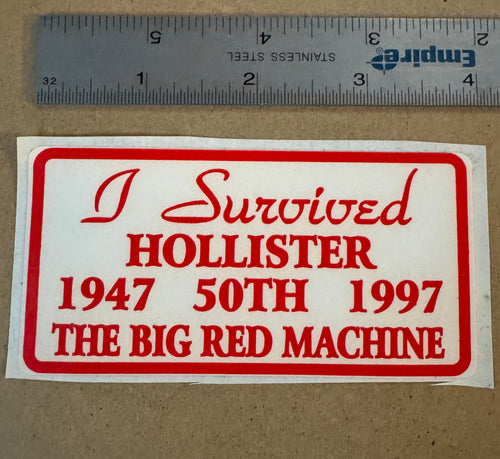 5 4 3 2
STAINLESS STEEL Empire
32 1 2 3 4
I Survived
HOLLISTER
1947 50TH 1997
THE BIG RED MACHINE